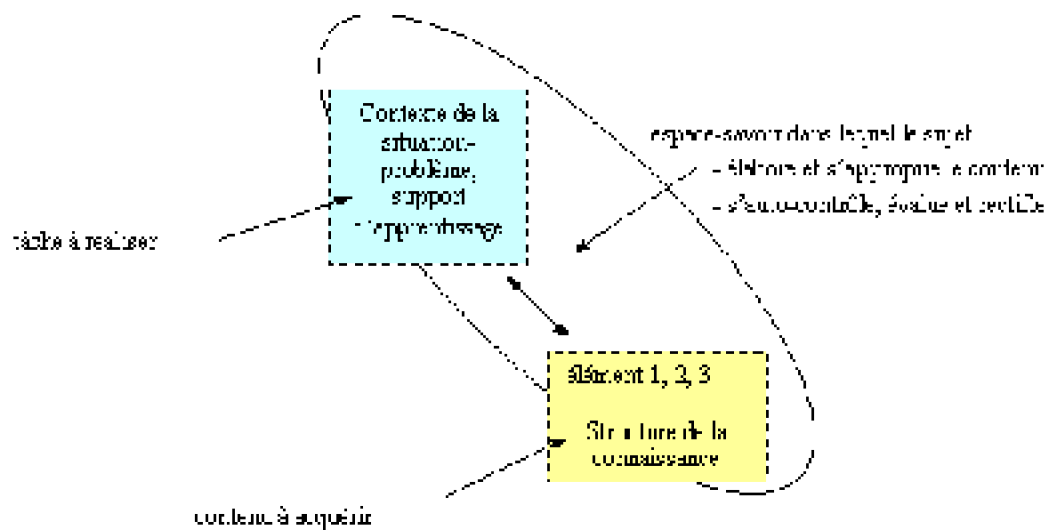 Contexte de la
situation-
problème,
support
d'apprentissage
espace-savoir dans lequel le sujet
- élabore et s'approprie le contenu
- s'auto-contrôle, évalue et rectifie
tâche à réaliser
élément 1, 2, 3
Structure de la
connaissance
contenu à acquérir